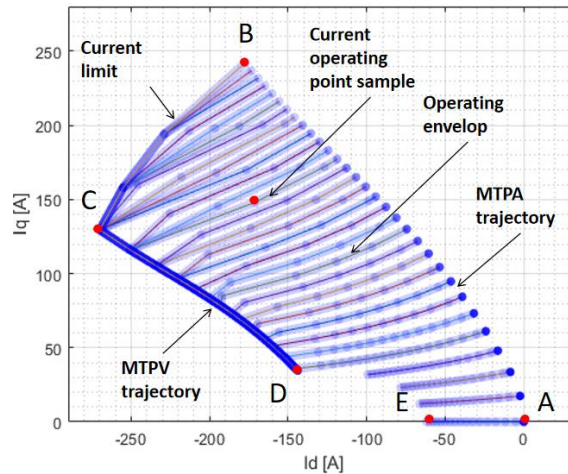 B
Current
limit
Current
operating
point sample
Operating
envelop
MTPA
trajectory
C
MTPV
trajectory
D
E
A
250
200
150
100
50
0
-250
-200
-150
-100
-50
0
Iq [A]
Id [A]